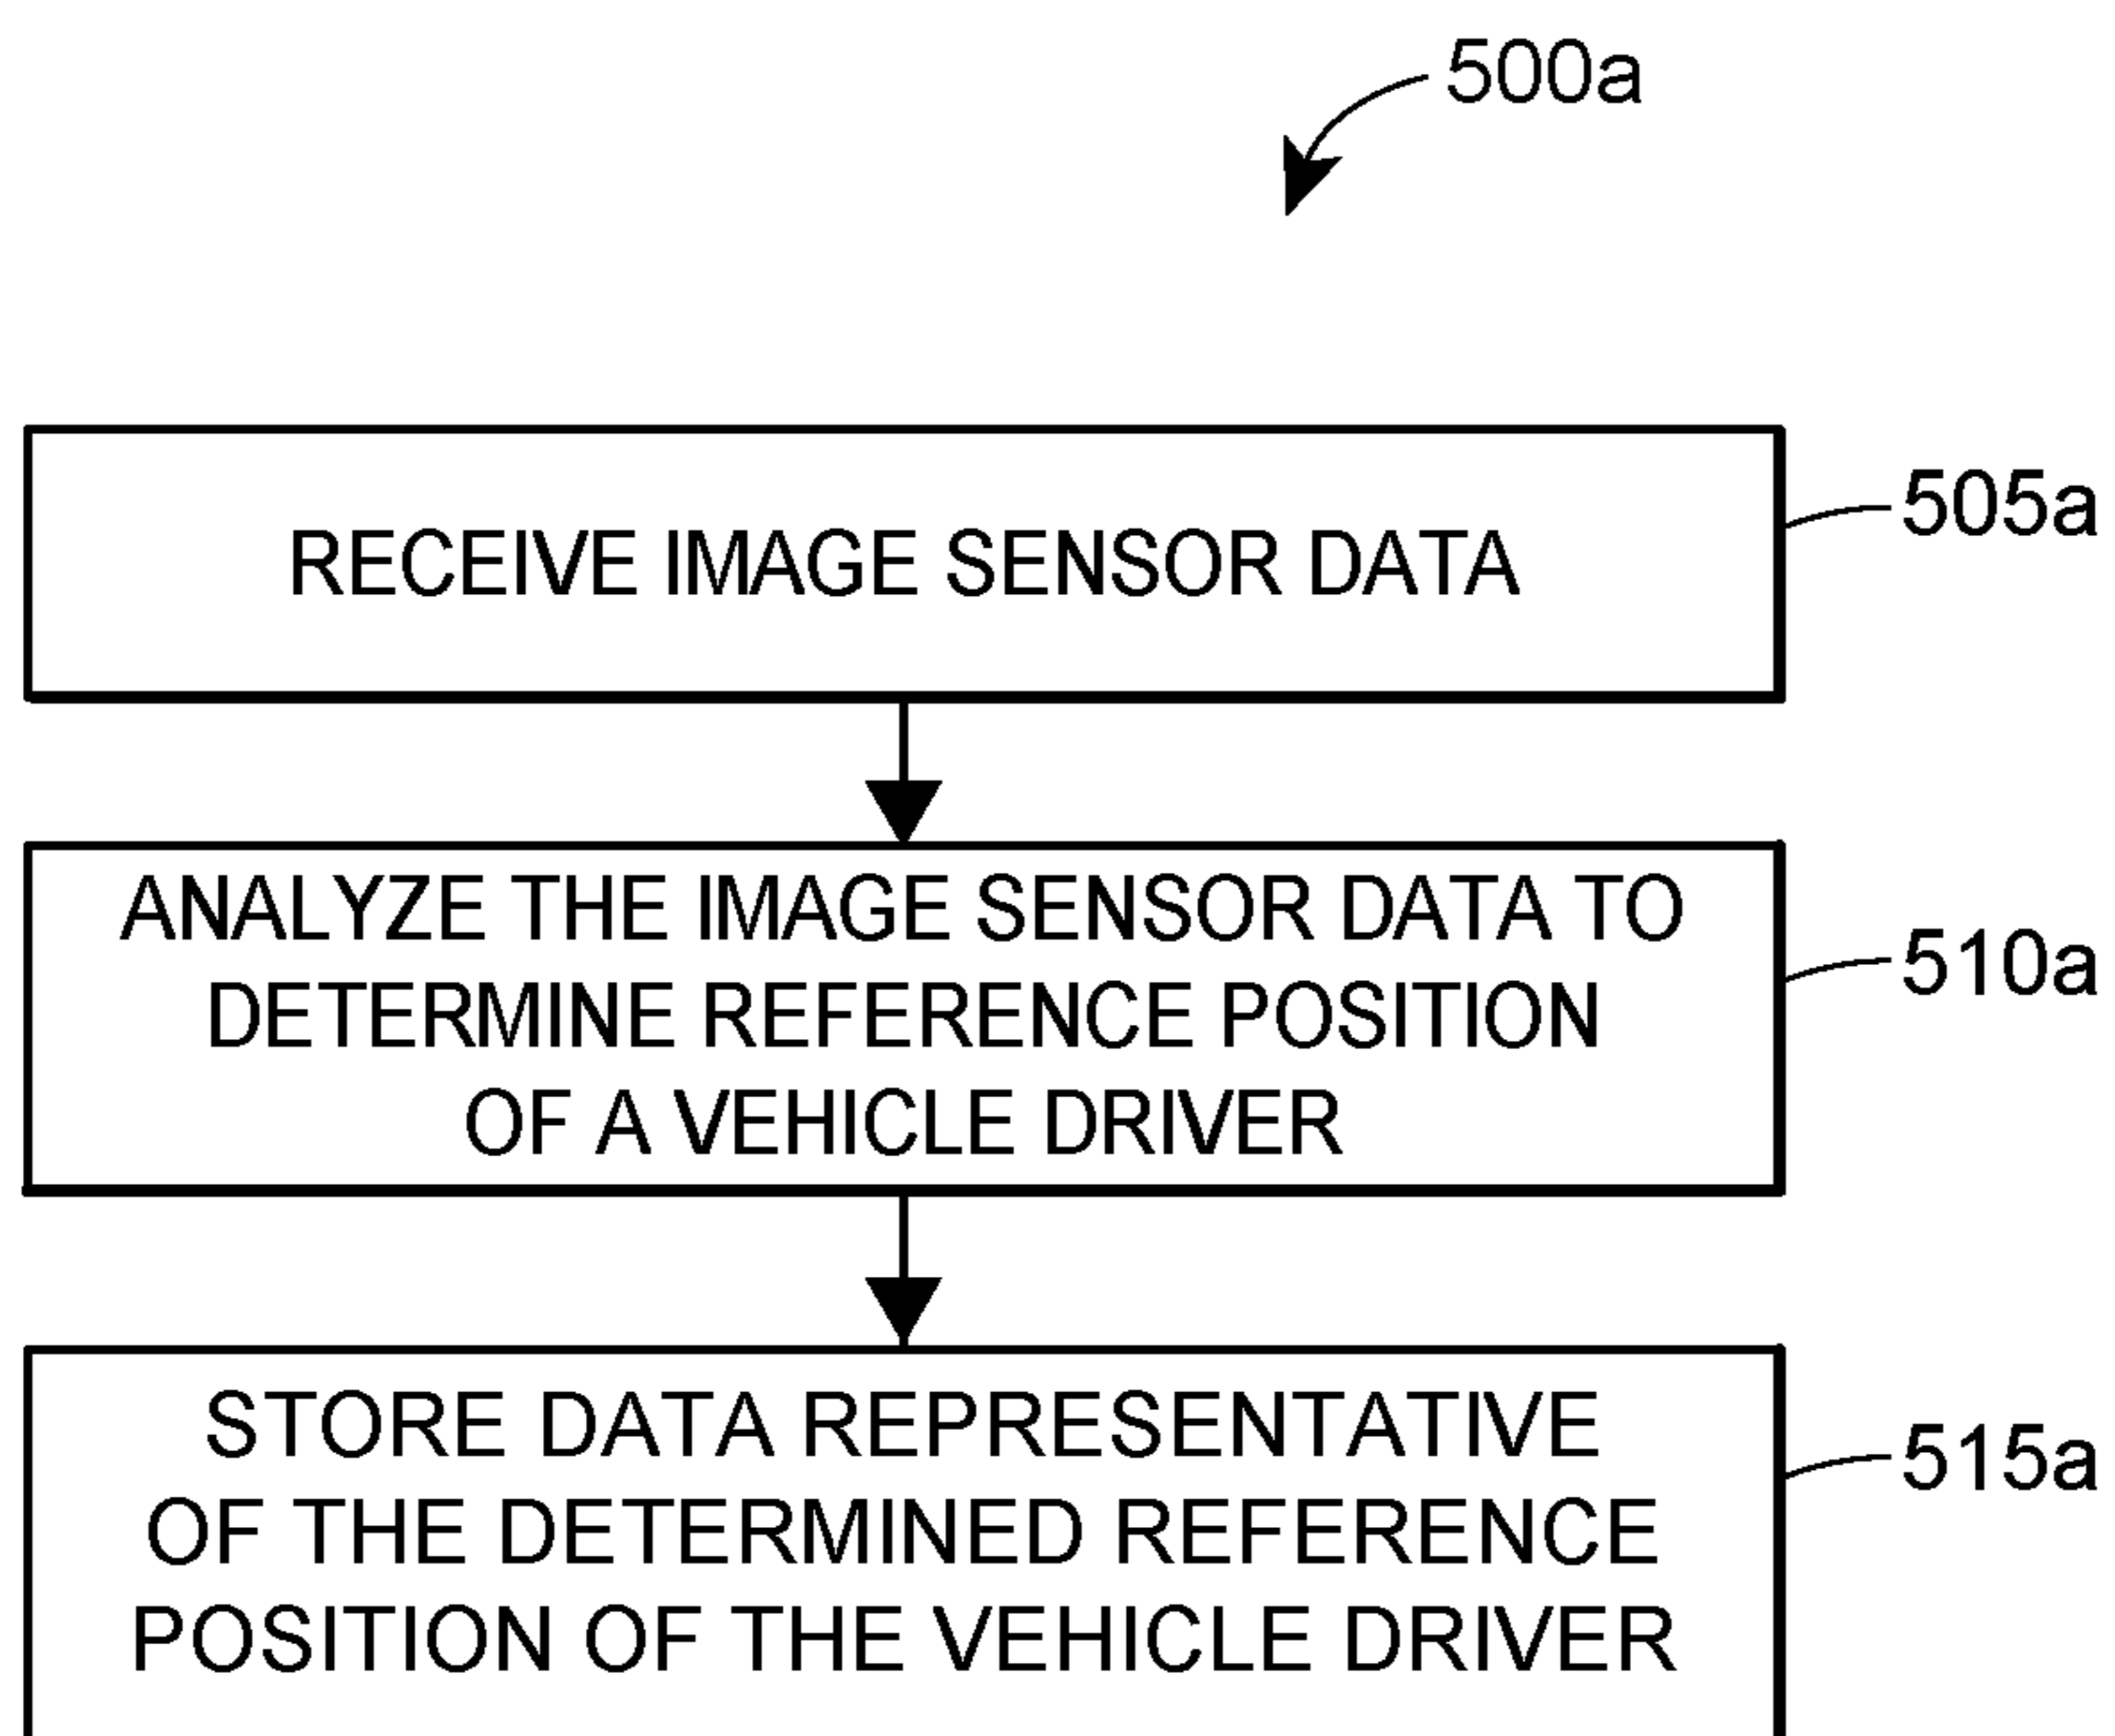 500a
RECEIVE IMAGE SENSOR DATA
505a
ANALYZE THE IMAGE SENSOR DATA TO
DETERMINE REFERENCE POSITION
OF A VEHICLE DRIVER
510a
STORE DATA REPRESENTATIVE
OF THE DETERMINED REFERENCE
POSITION OF THE VEHICLE DRIVER
515a